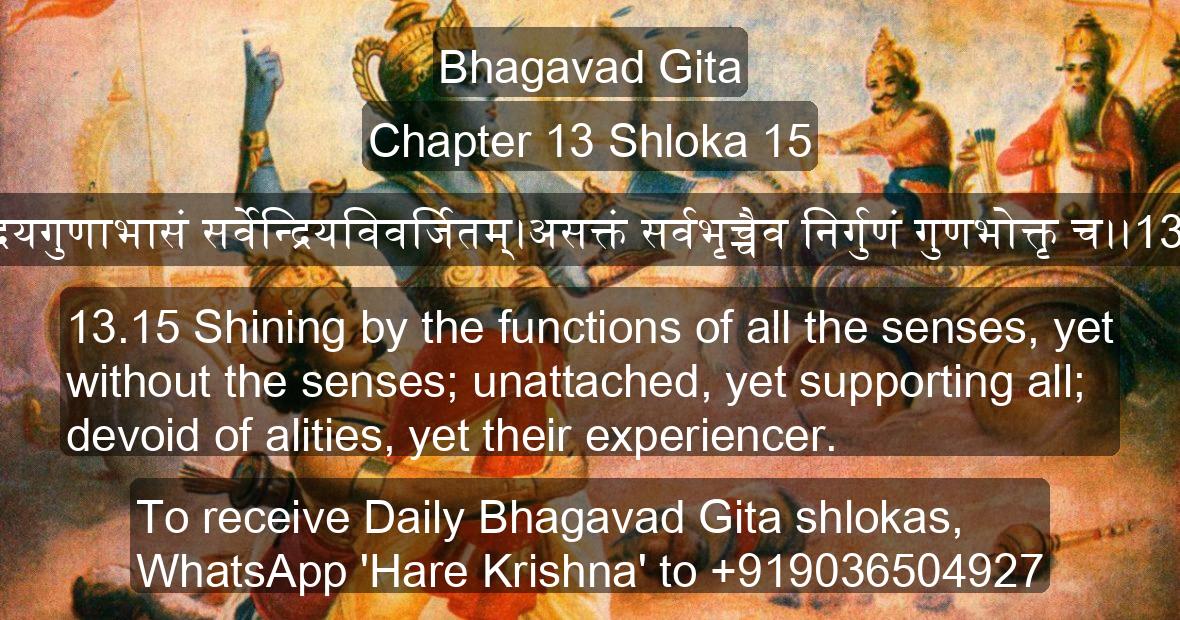 Bhagavad Gita
Chapter 13 Shloka 15
द्रियगुणाभासं सर्वेन्द्रियविवर्जितम्।असक्तं सर्वभृच्चैव निर्गुणं गुणभोक्तृ च।।13
13.15 Shining by the functions of all the senses, yet
without the senses; unattached, yet supporting all;
devoid of alities, yet their experiencer.
To receive Daily Bhagavad Gita shlokas,
WhatsApp 'Hare Krishna' to +919036504927